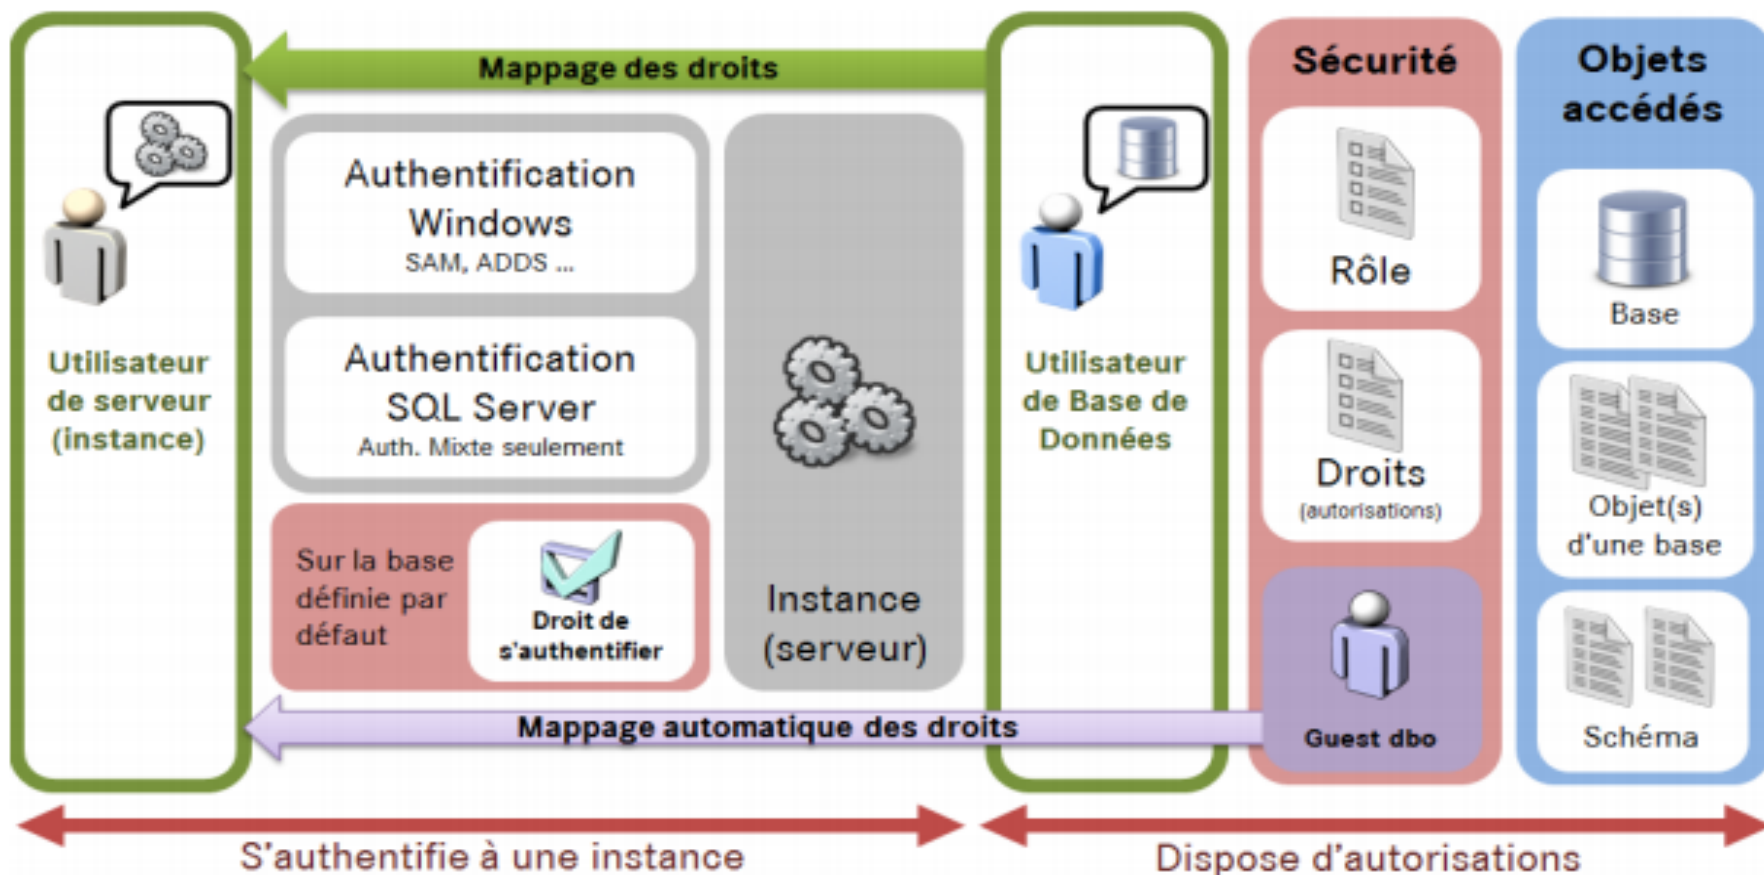 Mappage des droits
Utilisateur
de serveur
(instance)
Authentification
Windows
SAM, ADDS ...
Authentification
SQL Server
Auth. Mixte seulement
Sur la base
définie par
défaut
Droit de
s'authentifier
Instance
(serveur)
Mappage automatique des droits
Utilisateur
de Base de
Données
Sécurité
Rôle
Droits
(autorisations)
Guest dbo
Objets
accédés
Base
Objet(s)
d'une base
Schéma
S'authentifie à une instance
Dispose d'autorisations